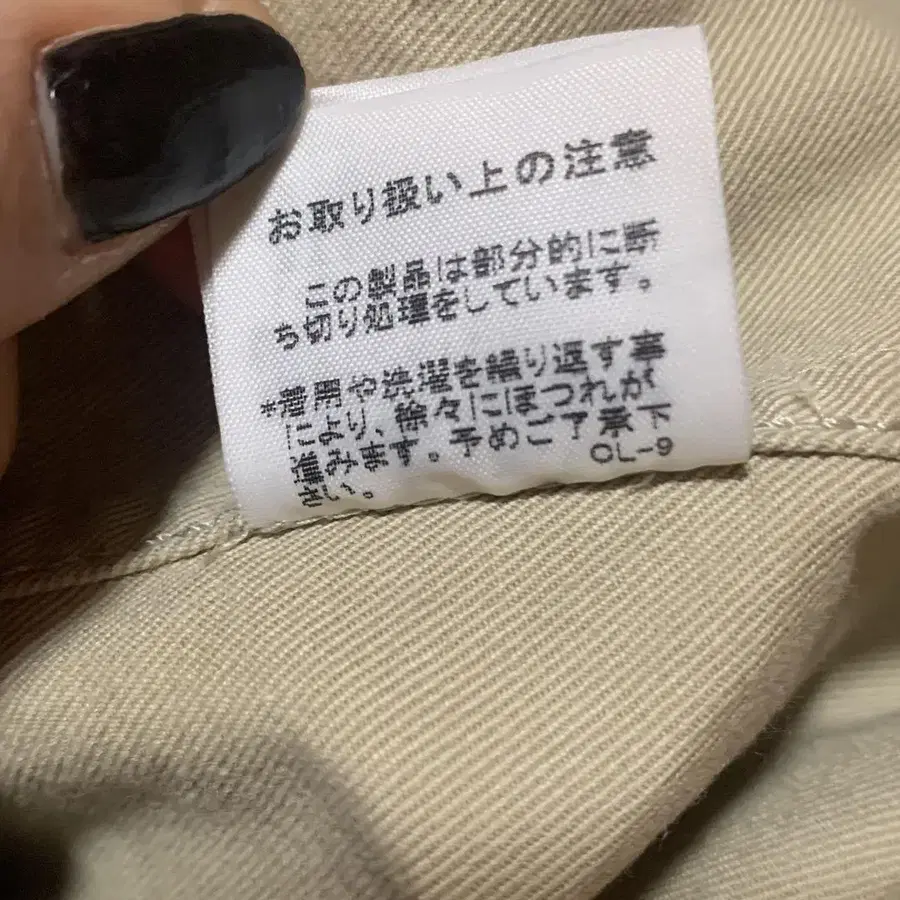 お取り扱い上の注意
この製品は部分的に断
ち切り処理をしています。
*着用や洗濯を繰り返す事
により、徐々にほつれが
進みます。予めご了承下
さい。
OL-9